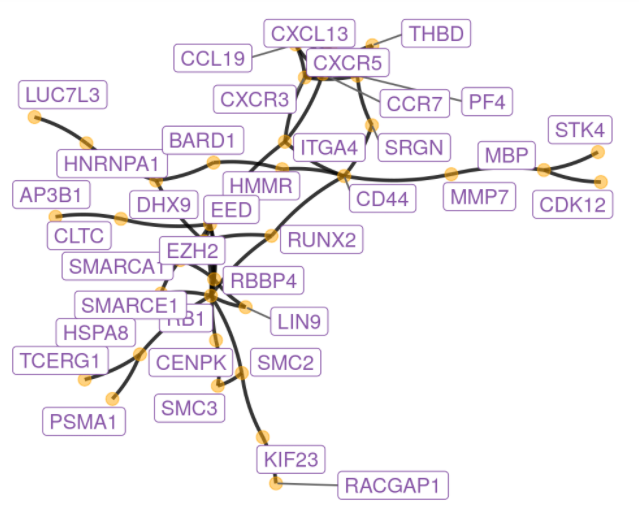 CXCL13
THBD
CCL19
CXCR5
LUC7L3
CXCR3
CCR7
PF4
BARD1
ITGA4
SRGN
STK4
HNRNPA1
MBP
HMMR
AP3B1
DHX9
EED
CD44
MMP7
CDK12
CLTC
EZH2
RUNX2
SMARCA1
RBBP4
SMARCE1
RB1
LIN9
HSPA8
TCERG1
CENPK
SMC2
PSMA1
SMC3
KIF23
RACGAP1